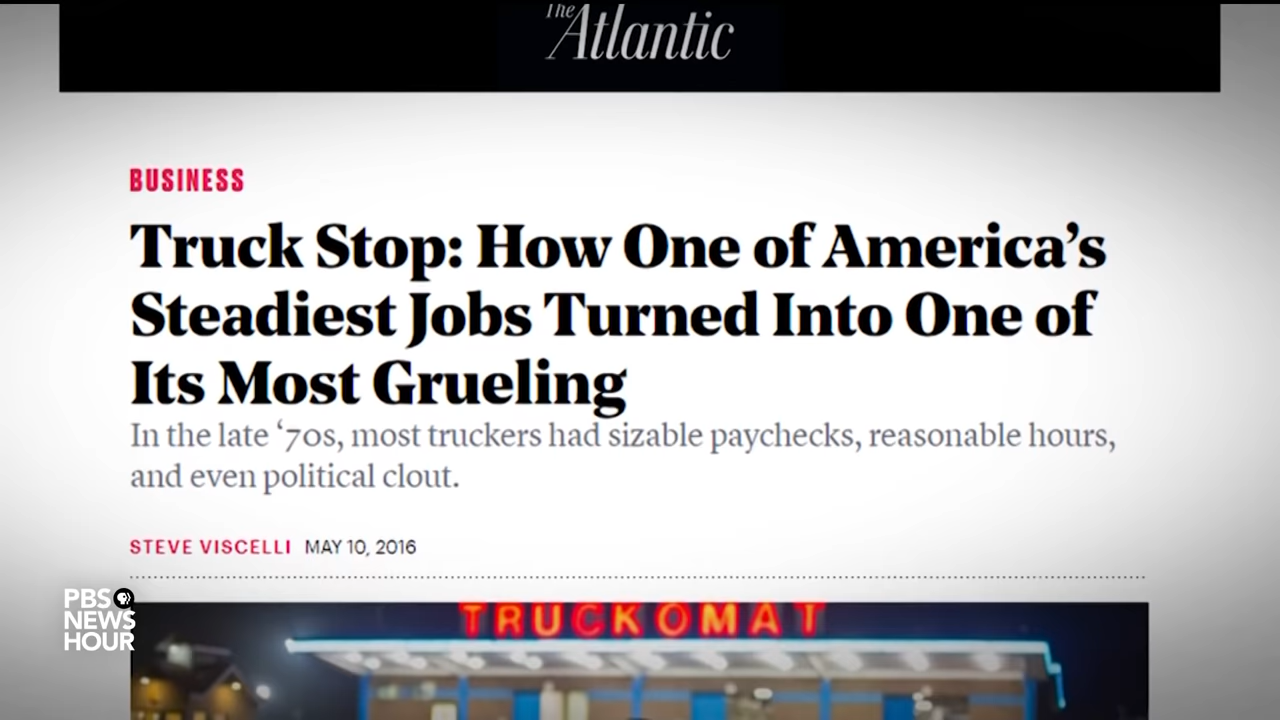 The
Atlantic
BUSINESS
Truck Stop: How One of America’s
Steadiest Jobs Turned Into One of
Its Most Grueling
In the late ‘70s, most truckers had sizable paychecks, reasonable hours,
and even political clout.
STEVE VISCELLI MAY 10, 2016
PBS
NEWS
HOUR
TRUCKOMAT